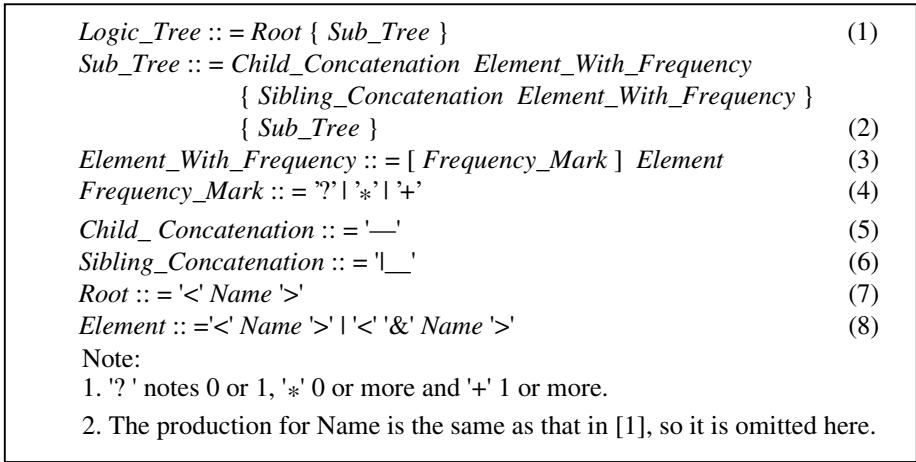 Logic_Tree :: = Root { Sub_Tree } (1)
Sub_Tree :: = Child_Concatenation Element_With_Frequency
{ Sibling_Concatenation Element_With_Frequency }
{ Sub_Tree } (2)
Element_With_Frequency :: = [ Frequency_Mark ] Element (3)
Frequency_Mark :: = '?' | '*' | '+' (4)
Child_ Concatenation :: = '—' (5)
Sibling_Concatenation :: = '|__' (6)
Root :: = '<' Name '>' (7)
Element :: ='<' Name '>' | '<' '&' Name '>' (8)
Note:
1. '? ' notes 0 or 1, '*' 0 or more and '+' 1 or more.
2. The production for Name is the same as that in [1], so it is omitted here.